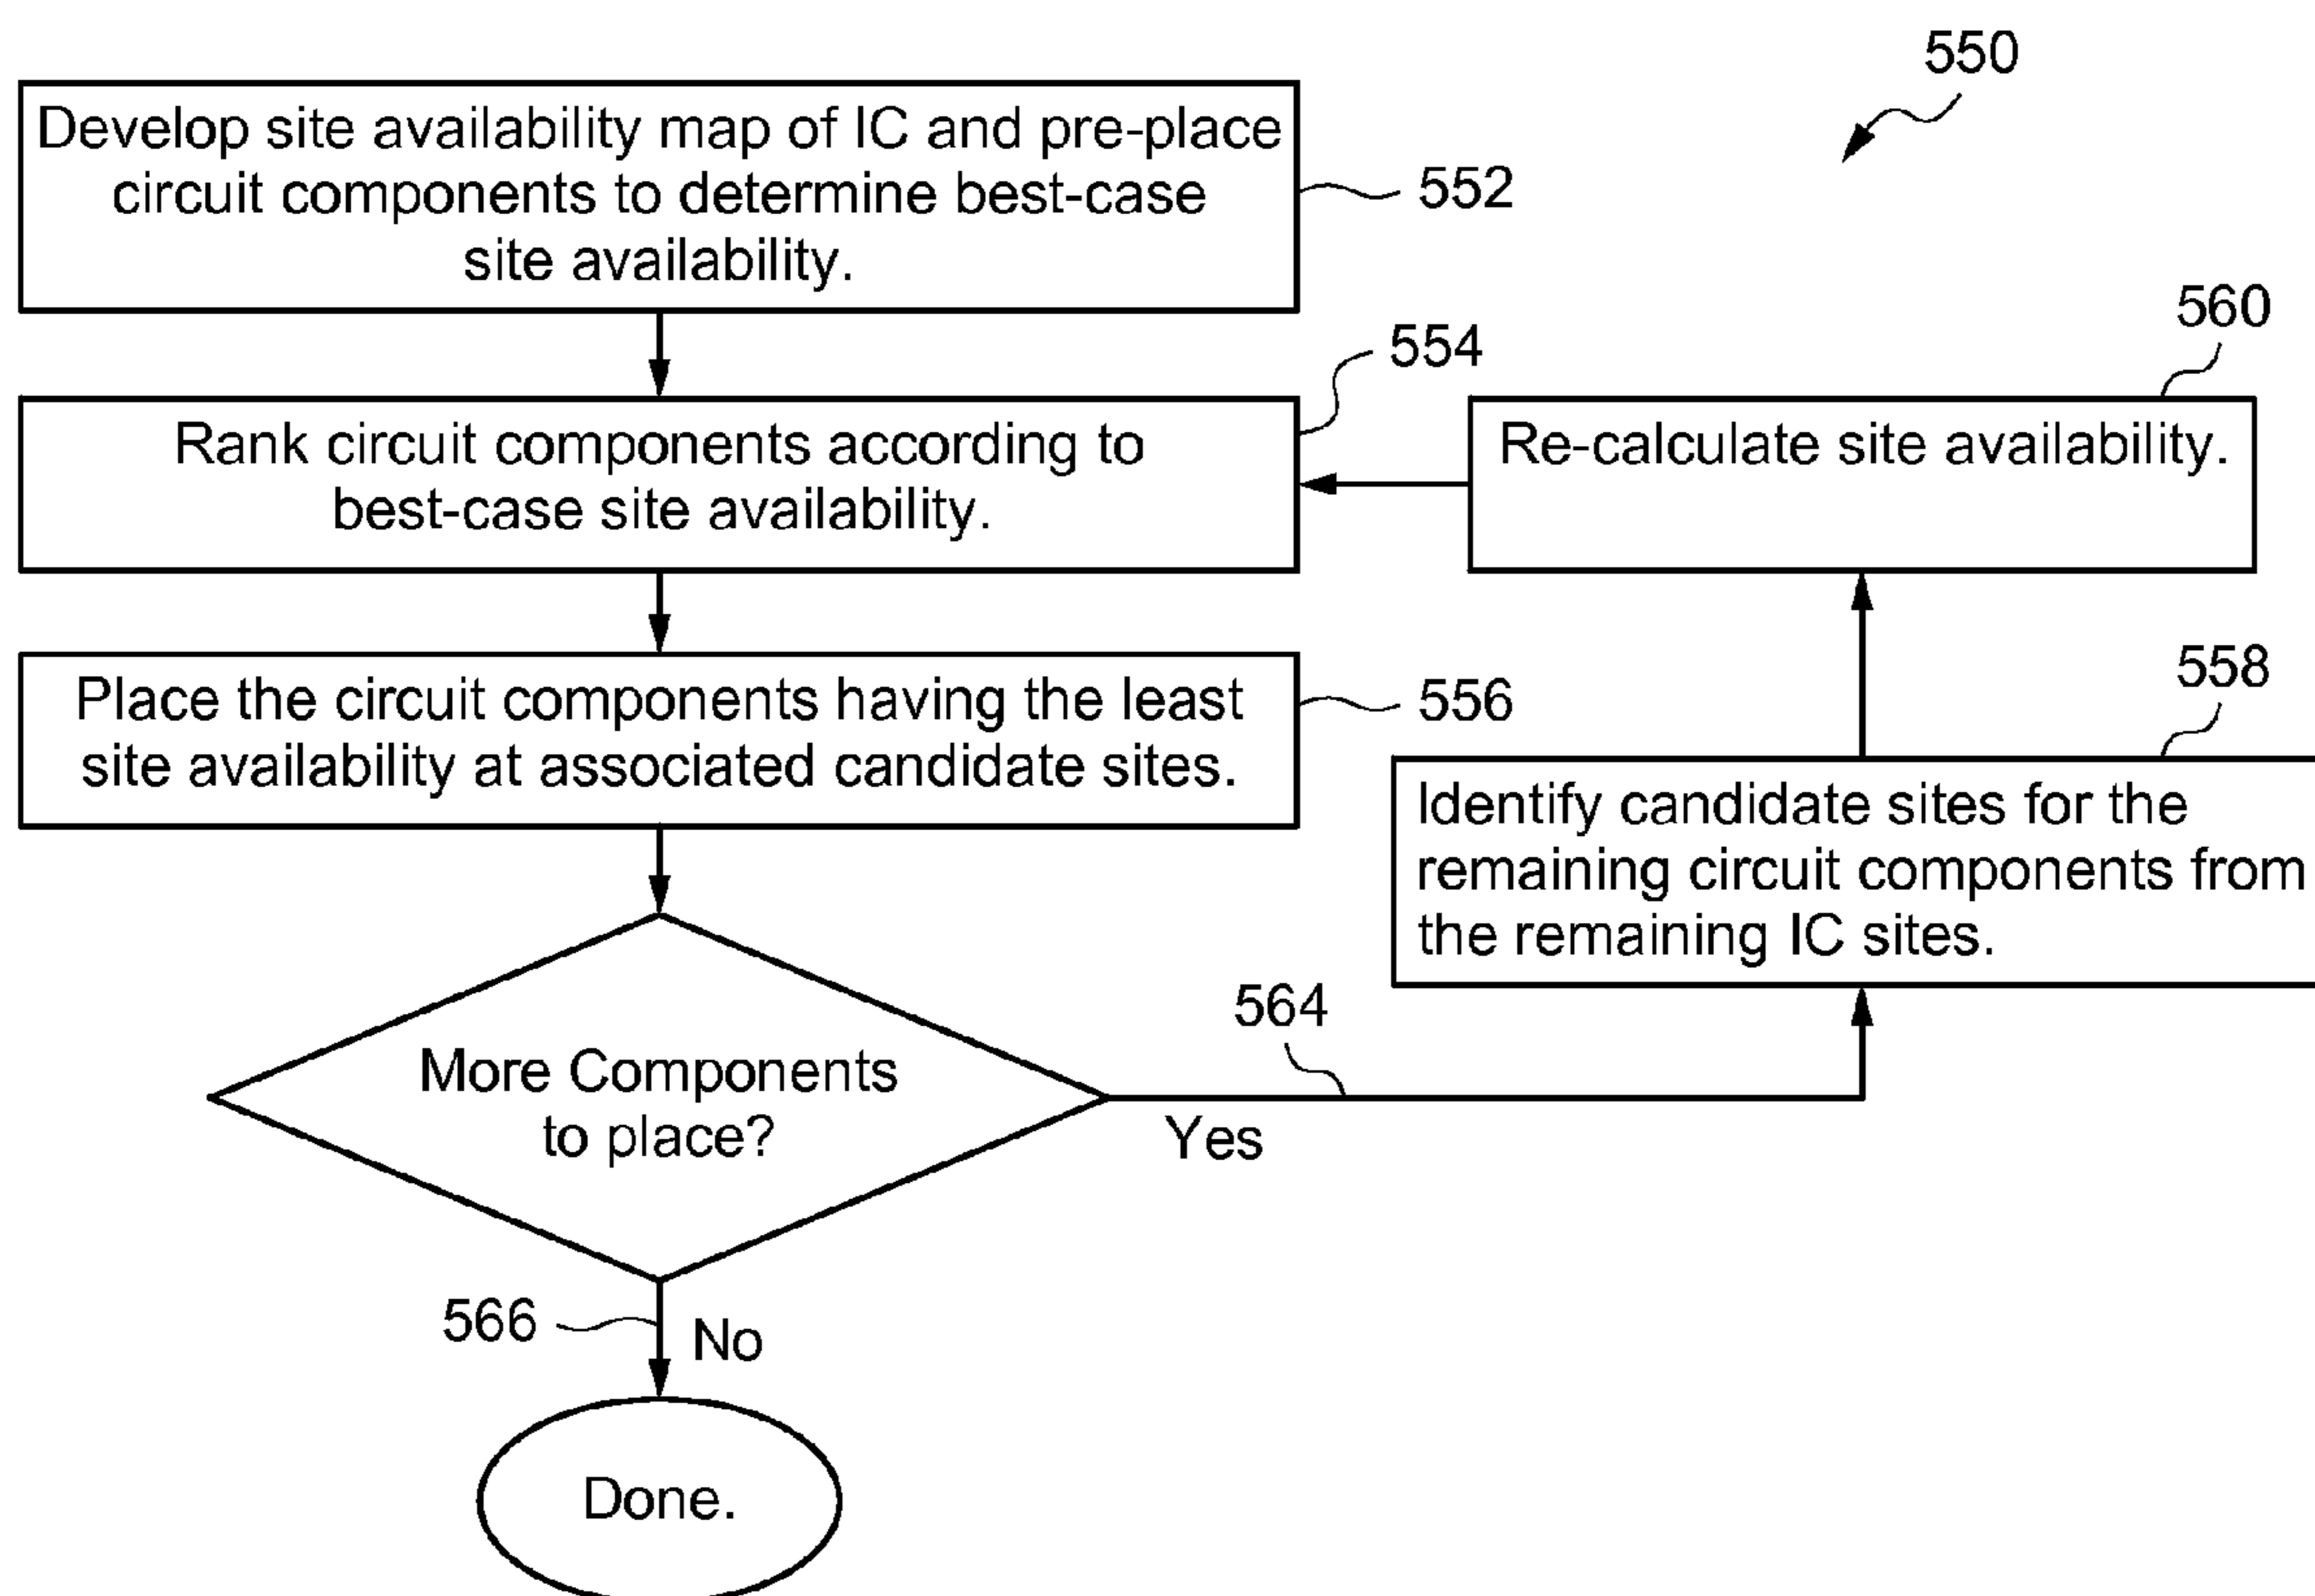 550
Develop site availability map of IC and pre-place
circuit components to determine best-case
site availability.
552
554
Rank circuit components according to
best-case site availability.
560
Re-calculate site availability.
Place the circuit components having the least
site availability at associated candidate sites.
556
558
Identify candidate sites for the
remaining circuit components from
the remaining IC sites.
More Components
to place?
564
Yes
566
No
Done.